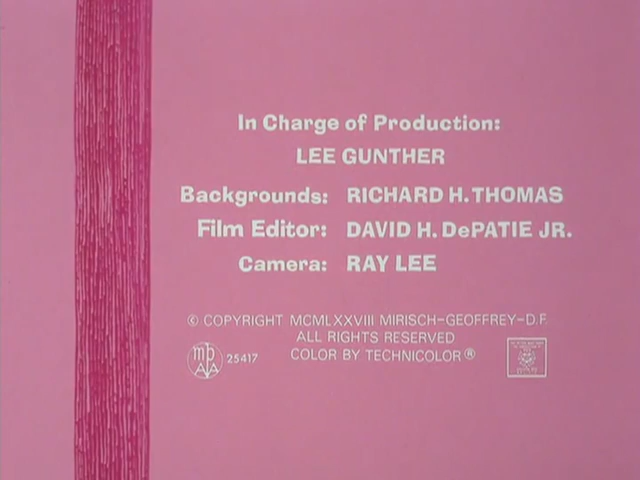 In Charge of Production:
LEE GUNTHER
Backgrounds: RICHARD H. THOMAS
Film Editor: DAVID H. DePATIE JR.
Camera: RAY LEE
© COPYRIGHT MCMLXXVIII MIRISCH-GEOFFREY-D.F.
ALL RIGHTS RESERVED
COLOR BY TECHNICOLOR®
25417